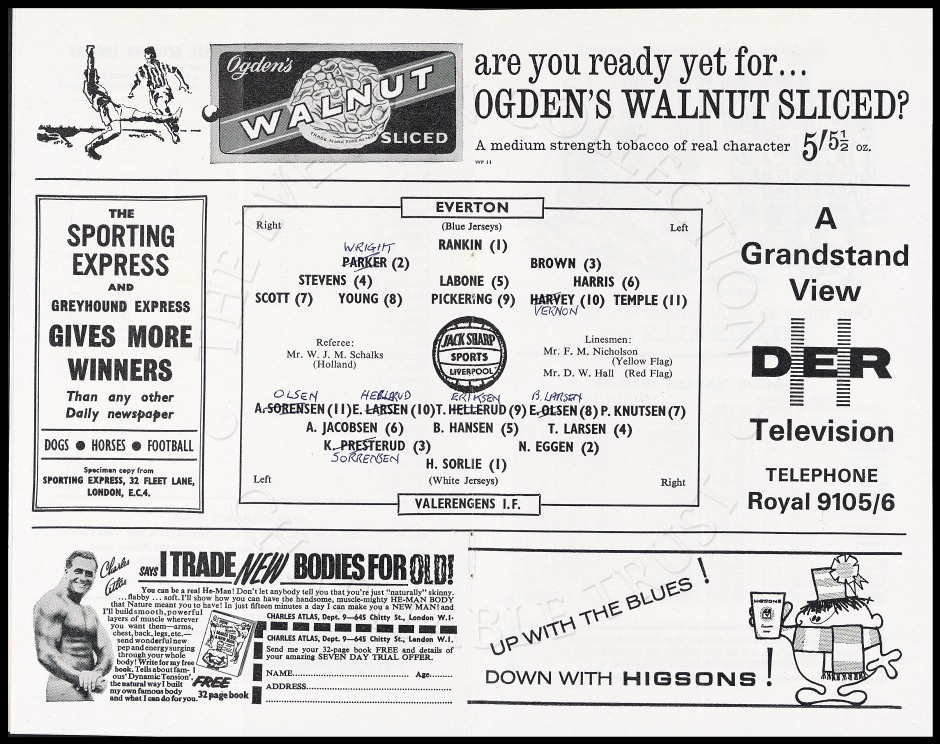 Ogden's
WALNUT
SLICED
are you ready yet for...
OGDEN'S WALNUT SLICED?
A medium strength tobacco of real character 5/5½ oz.
WP 11
THE
SPORTING
EXPRESS
AND
GREYHOUND EXPRESS
GIVES MORE
WINNERS
Than any other
Daily newspaper
DOGS ● HORSES ● FOOTBALL
Specimen copy from
SPORTING EXPRESS, 32 FLEET LANE,
LONDON, E.C.4.
EVERTON
Right (Blue Jerseys) Left
RANKIN (1)
WRIGHT
PARKER (2) BROWN (3)
STEVENS (4) LABONE (5) HARRIS (6)
SCOTT (7) YOUNG (8) PICKERING (9) HARVEY (10) TEMPLE (11)
VERNON
Referee:
Mr. W. J. M. Schalks
(Holland)
JACK SHARP
SPORTS
LIVERPOOL
Linesmen:
Mr. F. M. Nicholson
(Yellow Flag)
Mr. D. W. Hall (Red Flag)
OLSEN HELLERUD ERIKSEN B. LARSEN
A. SORENSEN (11) E. LARSEN (10) T. HELLERUD (9) E. OLSEN (8) P. KNUTSEN (7)
A. JACOBSEN (6) B. HANSEN (5) T. LARSEN (4)
K. PRESTERUD (3) N. EGGEN (2)
SORRENSEN
H. SORLIE (1)
Left (White Jerseys) Right
VALERENGENS I.F.
A
Grandstand
View
DER
Television
TELEPHONE
Royal 9105/6
Charles
Atlas
SAYS I TRADE NEW BODIES FOR OLD!
You can be a real He-Man! Don't let anybody tell you that you're just "naturally" skinny.
...flabby ... soft. I'll show you how you can have the handsome, muscle-mighty HE-MAN BODY
that Nature meant you to have! In just fifteen minutes a day I can make you a NEW MAN! and
I'll build smooth, powerful
layers of muscle wherever
you want them—arms,
chest, back, legs, etc.—
send wonderful new
pep and energy surging
through your whole
body! Write for my free
book. Tells about fam-
ous 'Dynamic Tension',
the natural way I built
my own famous body
and what I can do for you.
FREE
32 page book
CHARLES ATLAS, Dept. 9—645 Chitty St., London W.1.
CHARLES ATLAS, Dept. 9—645 Chitty St., London W.1.
Send me your 32-page book FREE and details of
your amazing SEVEN DAY TRIAL OFFER.
NAME Age
ADDRESS
UP WITH THE BLUES !
DOWN WITH HIGSONS !
HIGSONS